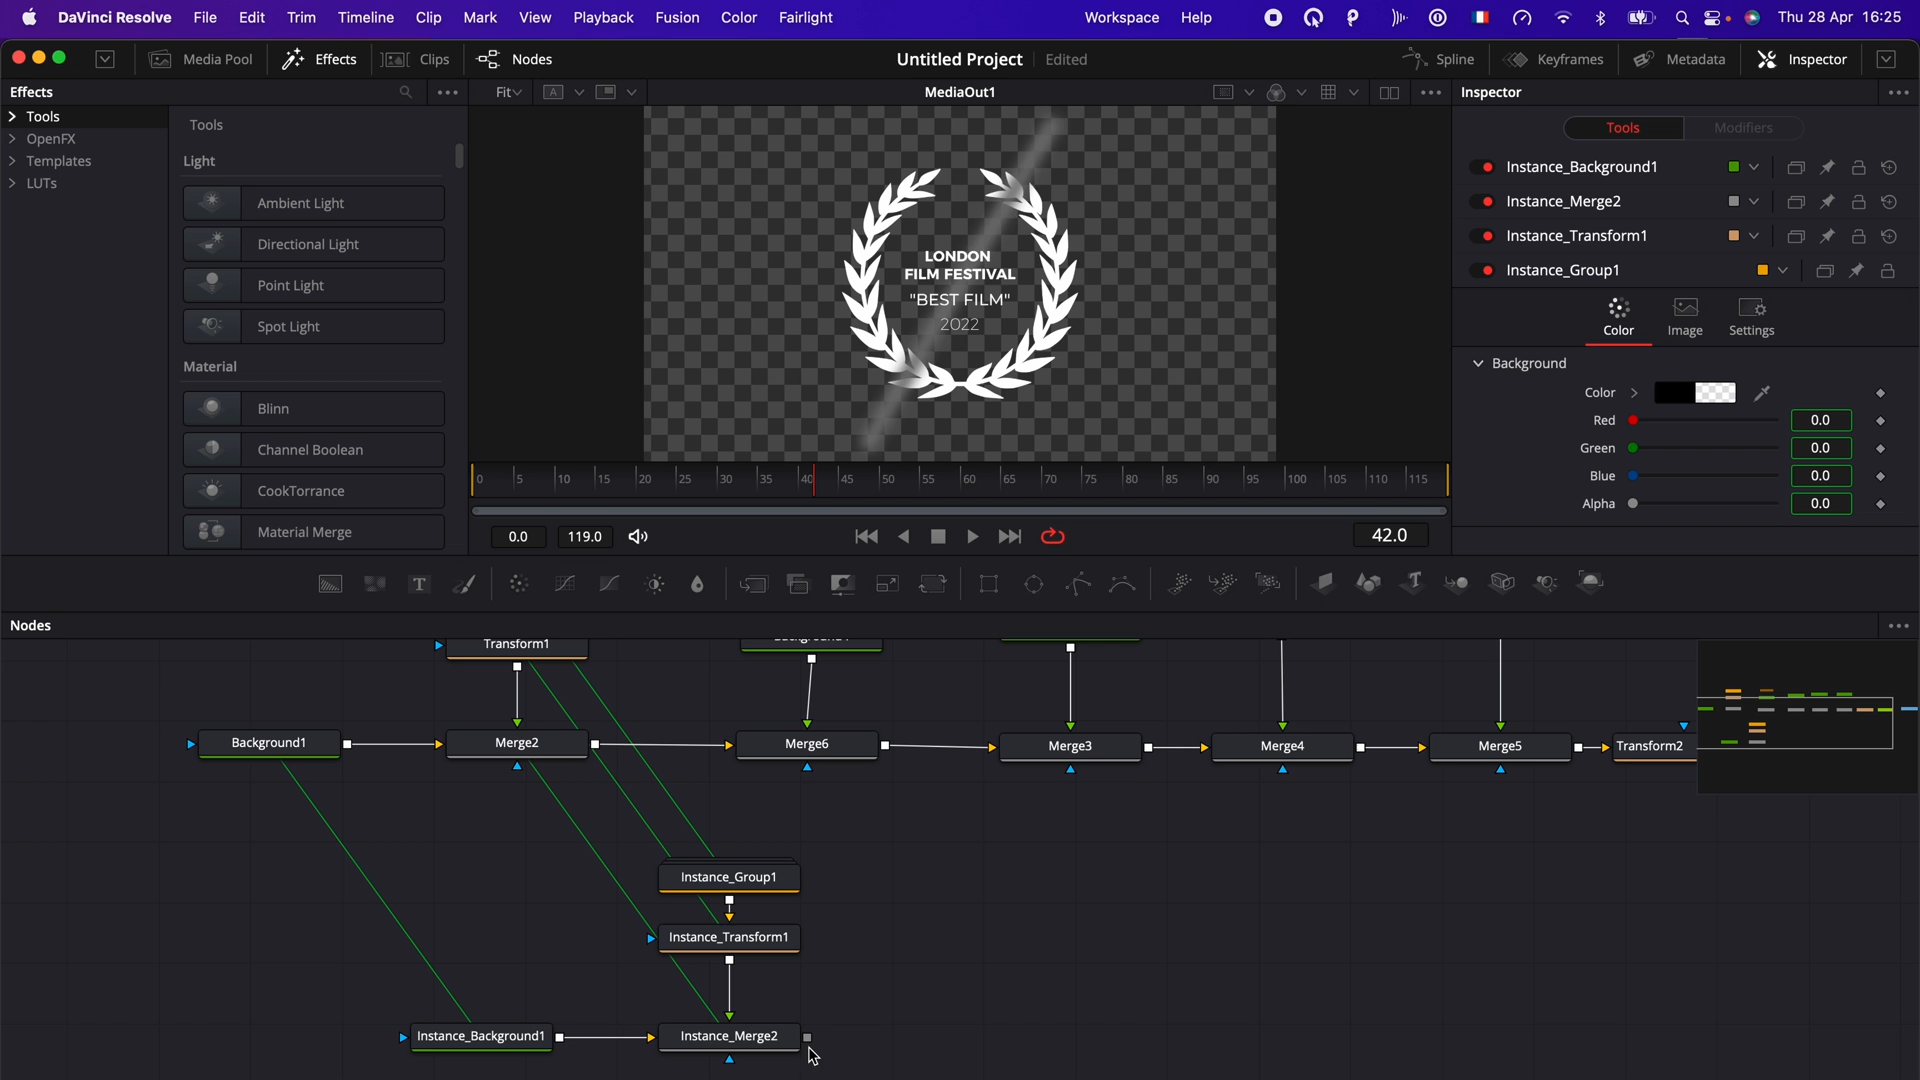 DaVinci Resolve File Edit Trim Timeline Clip Mark View Playback Fusion Color Fairlight Workspace Help Thu 28 Apr 16:25
Media Pool Effects Clips Nodes Untitled Project Edited Spline Keyframes Metadata Inspector
Effects Fit A MediaOut1 Inspector
Tools
OpenFX
Templates
LUTs
Tools
Light
Ambient Light
Directional Light
Point Light
Spot Light
Material
Blinn
Channel Boolean
CookTorrance
Material Merge
LONDON
FILM FESTIVAL
"BEST FILM"
2022
0 5 10 15 20 25 30 35 40 45 50 55 60 65 70 75 80 85 90 95 100 105 110 115
0.0 119.0 42.0
Tools Modifiers
Instance_Background1
Instance_Merge2
Instance_Transform1
Instance_Group1
Color Image Settings
Background
Color
Red 0.0
Green 0.0
Blue 0.0
Alpha 0.0
T
Nodes
Transform1
Background1 Merge2 Merge6 Merge3 Merge4 Merge5 Transform2
Instance_Group1
Instance_Transform1
Instance_Background1 Instance_Merge2